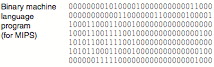 Binary machine
language
program
(for MIPS)
00000000101000010000000000011000
00000000000110000001100000100001
10001100011000100000000000000000
10001100111100100000000000000100
10101100111100100000000000000000
10101100011000100000000000000100
00000011111000000000000000001000